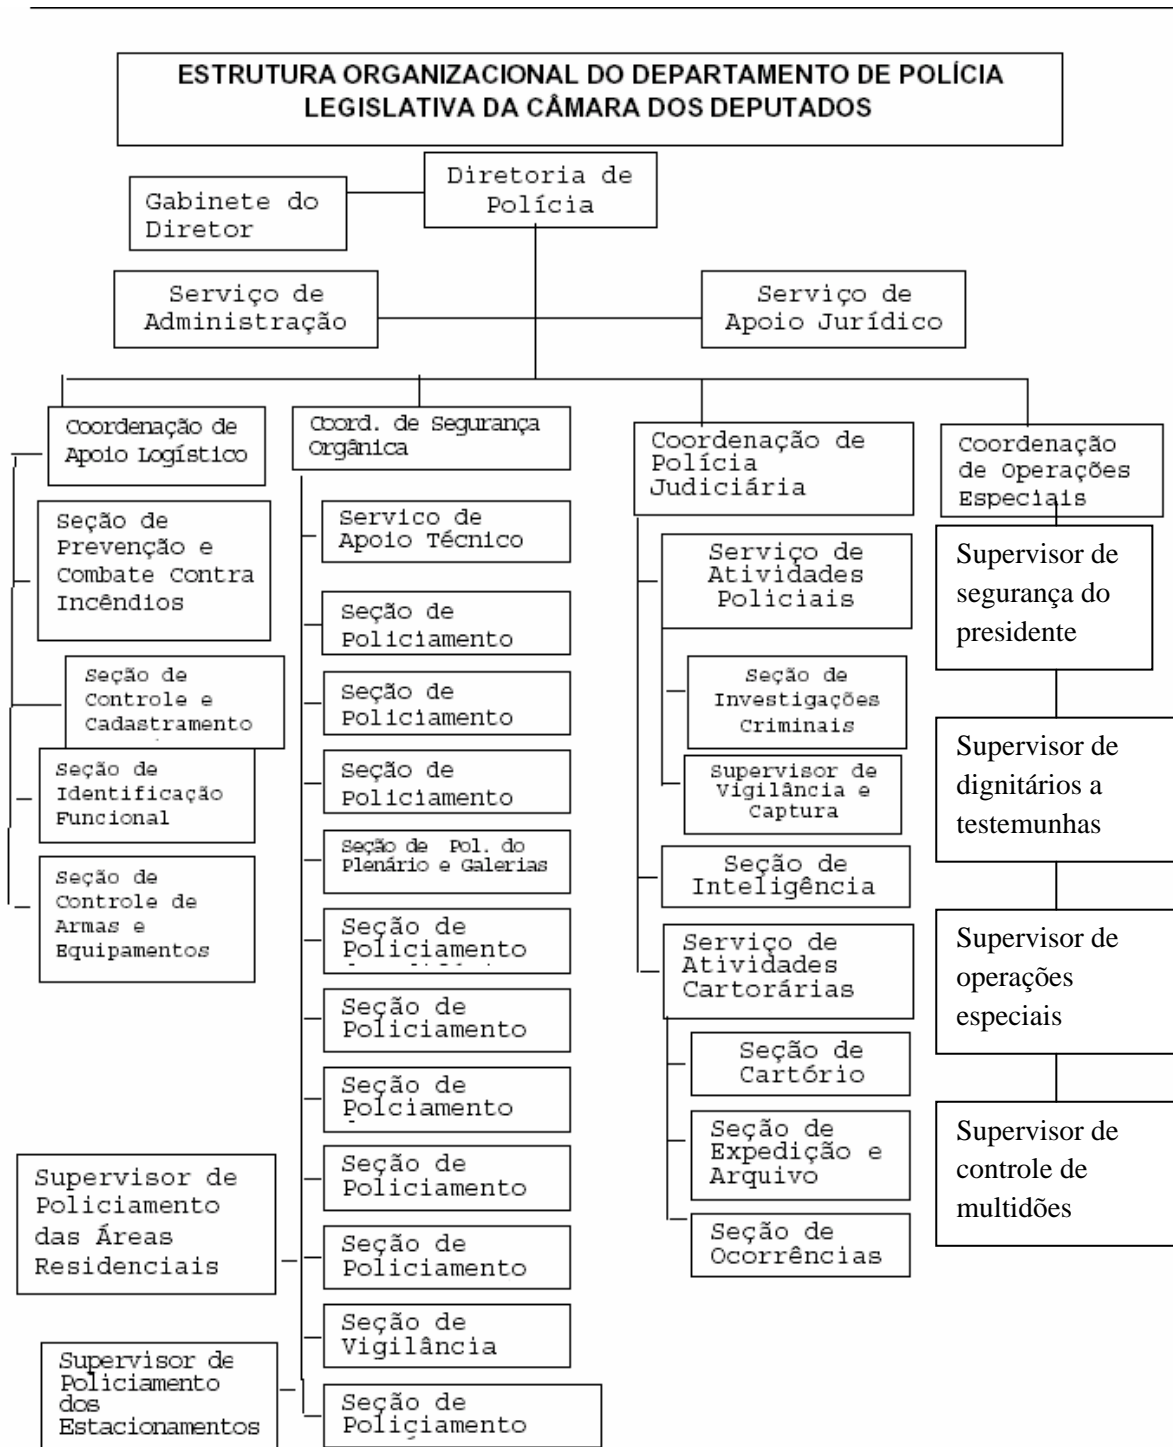 ESTRUTURA ORGANIZACIONAL DO DEPARTAMENTO DE POLÍCIA
LEGISLATIVA DA CÂMARA DOS DEPUTADOS
Diretoria de
Polícia
Gabinete do
Diretor
Serviço de
Administração
Serviço de
Apoio Jurídico
Coordenação de
Apoio Logístico
Seção de
Prevenção e
Combate Contra
Incêndios
Seção de
Controle e
Cadastramento
Seção de
Identificação
Funcional
Seção de
Controle de
Armas e
Equipamentos
Coord. de Segurança
Orgânica
Servico de
Apoio Técnico
Seção de
Policiamento
Seção de
Policiamento
Seção de
Policiamento
Seção de Pol. do
Plenário e Galerias
Seção de
Policiamento
Seção de
Policiamento
Seção de
Polciamento
Seção de
Policiamento
Seção de
Policiamento
Seção de
Vigilância
Seção de
Policiamento
Supervisor de
Policiamento
das Áreas
Residenciais
Supervisor de
Policiamento
dos
Estacionamentos
Coordenação de
Polícia
Judiciária
Serviço de
Atividades
Policiais
Seção de
Investigações
Criminais
Supervisor de
Vigilância e
Captura
Seção de
Inteligência
Serviço de
Atividades
Cartorárias
Seção de
Cartório
Seção de
Expedição e
Arquivo
Seção de
Ocorrências
Coordenação
de Operações
Especiais
Supervisor de
segurança do
presidente
Supervisor de
dignitários a
testemunhas
Supervisor de
operações
especiais
Supervisor de
controle de
multidões